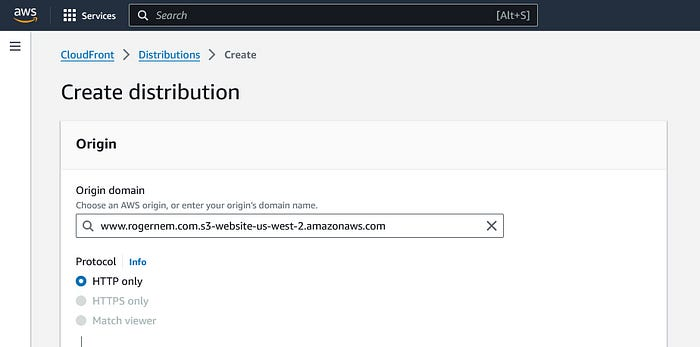 aws Services Search [Alt+S]
CloudFront > Distributions > Create
Create distribution
Origin
Origin domain
Choose an AWS origin, or enter your origin's domain name.
www.rogernem.com.s3-website-us-west-2.amazonaws.com
Protocol Info
HTTP only
HTTPS only
Match viewer